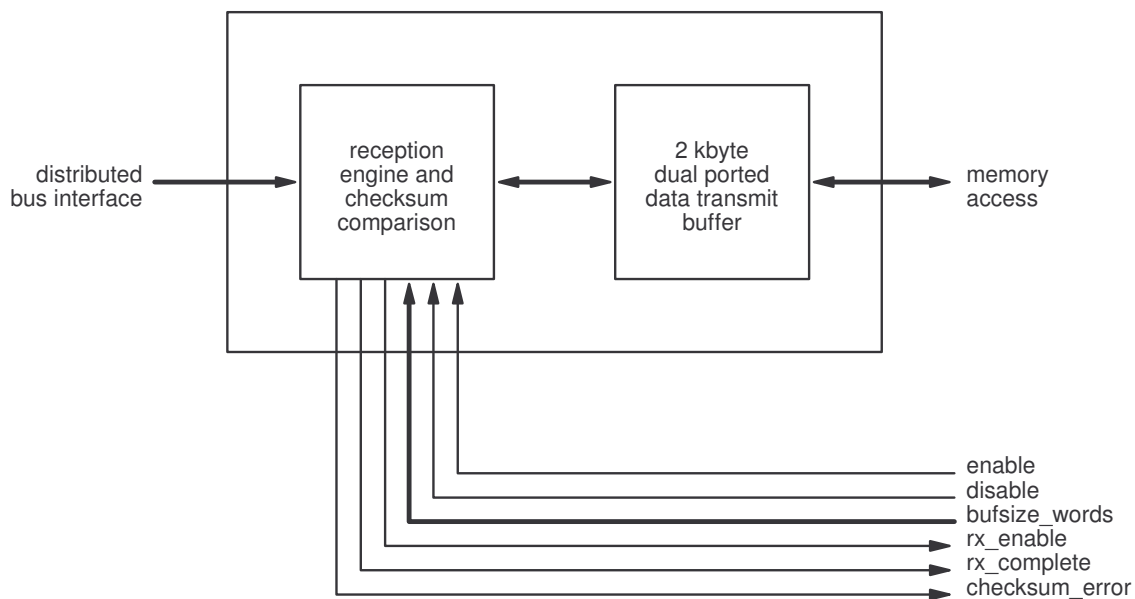 distributed
bus interface
reception
engine and
checksum
comparison
2 kbyte
dual ported
data transmit
buffer
memory
access
enable
disable
bufsize_words
rx_enable
rx_complete
checksum_error